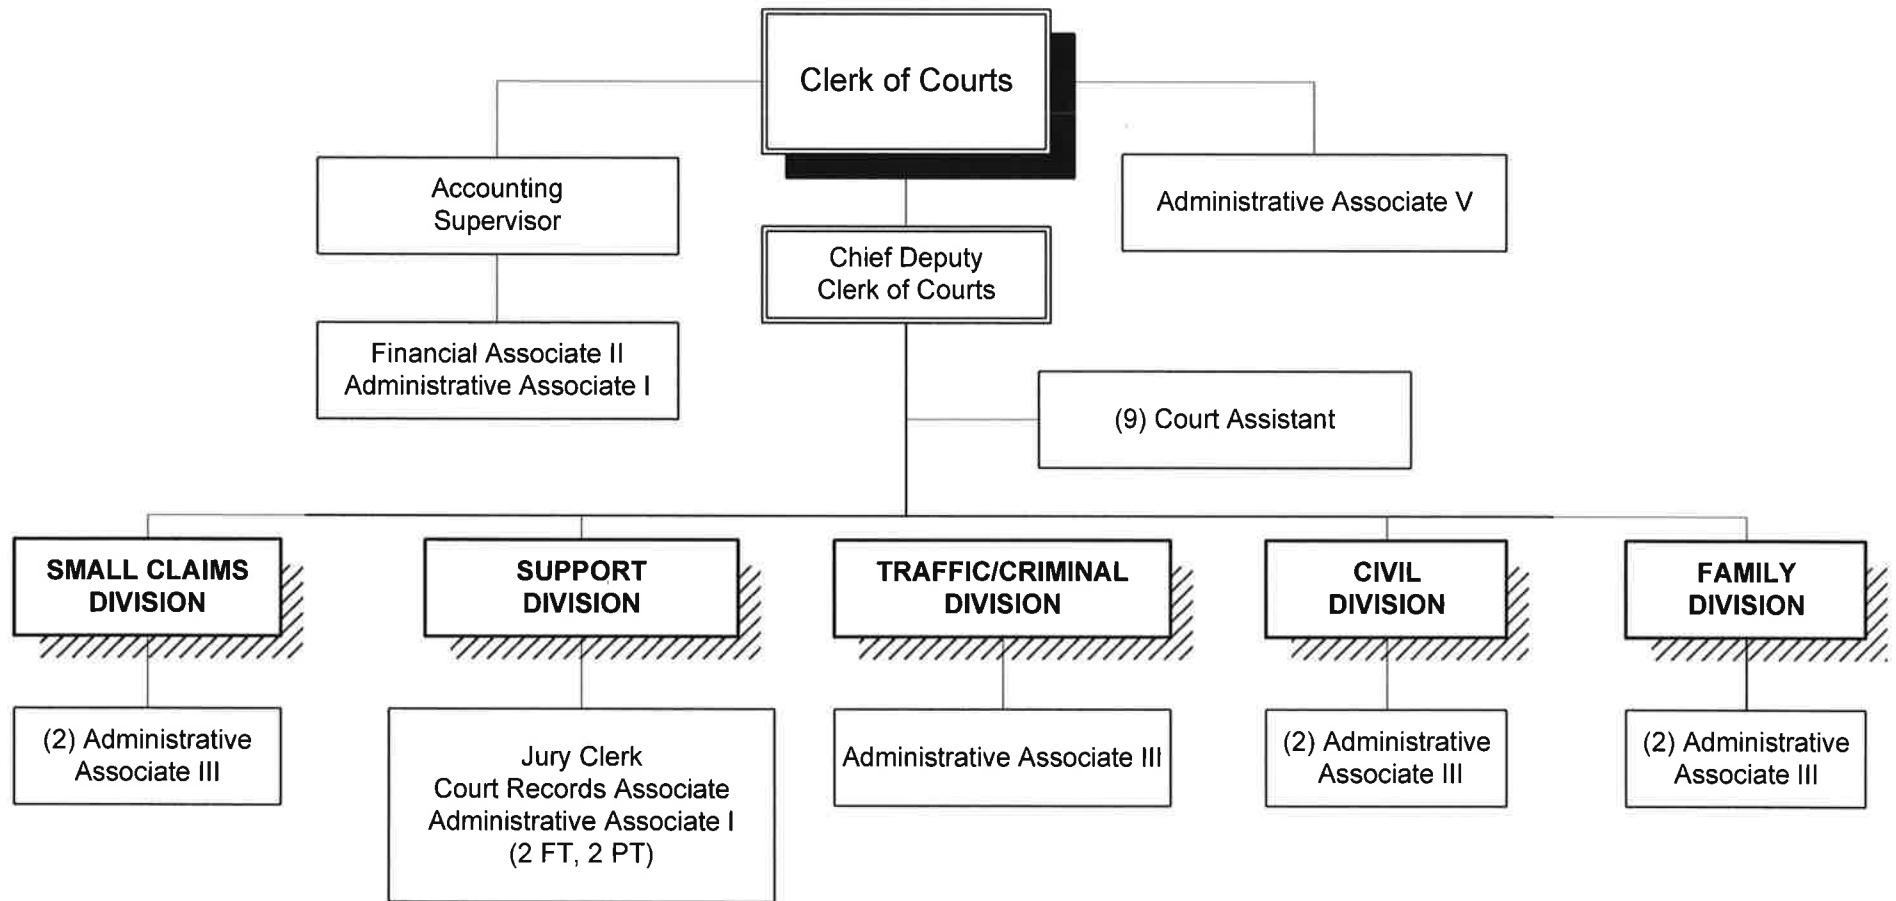 Clerk of Courts
Accounting
Supervisor
Administrative Associate V
Chief Deputy
Clerk of Courts
Financial Associate II
Administrative Associate I
(9) Court Assistant
SMALL CLAIMS
DIVISION
SUPPORT
DIVISION
TRAFFIC/CRIMINAL
DIVISION
CIVIL
DIVISION
FAMILY
DIVISION
(2) Administrative
Associate III
Jury Clerk
Court Records Associate
Administrative Associate I
(2 FT, 2 PT)
Administrative Associate III
(2) Administrative
Associate III
(2) Administrative
Associate III